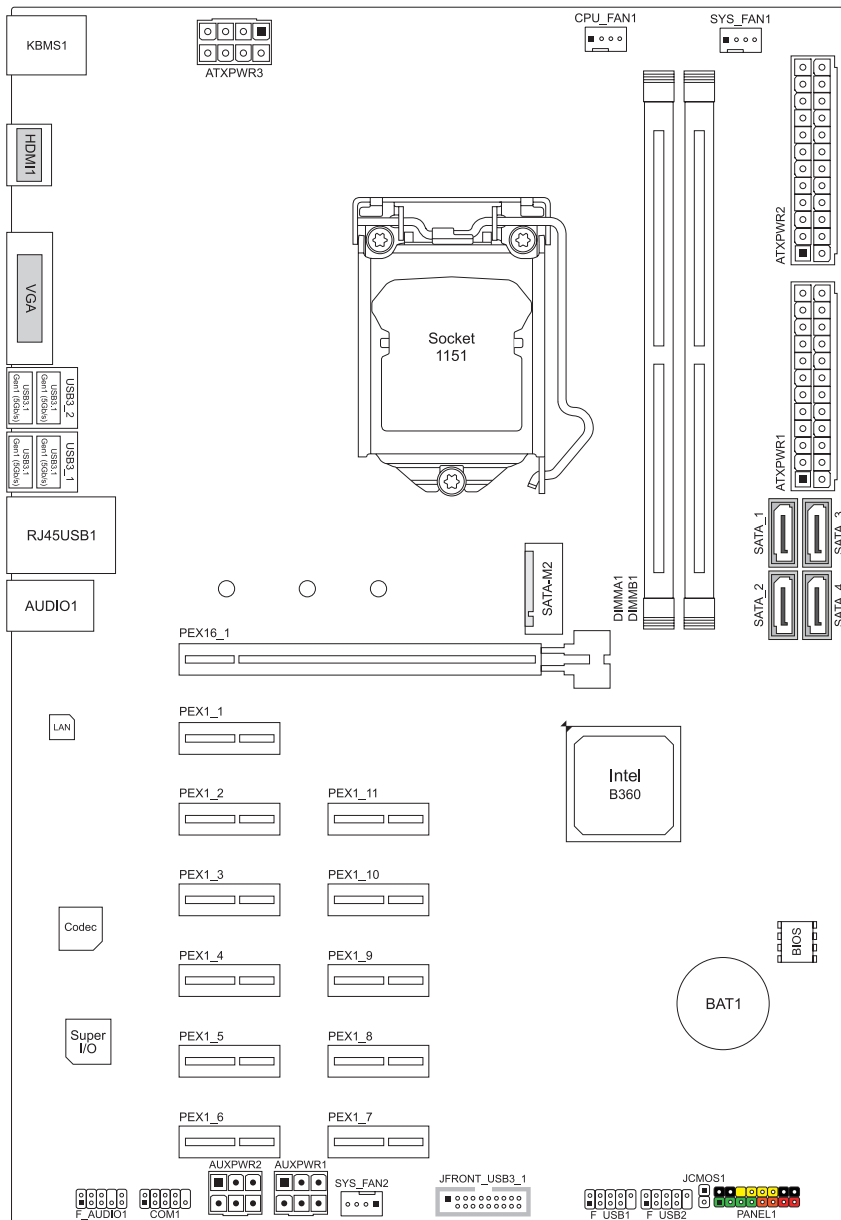 CPU_FAN1
SYS_FAN1
KBMS1
ATXPWR3
HDMI1
ATXPWR2
VGA
Socket
1151
USB3_2
USB3.1
Gen1 (5Gb/s)
USB3.1
Gen1 (5Gb/s)
USB3_1
USB3.1
Gen1 (5Gb/s)
USB3.1
Gen1 (5Gb/s)
ATXPWR1
RJ45USB1
SATA_1
SATA_3
AUDIO1
SATA-M2
DIMMA1
DIMMB1
SATA_2
SATA_4
PEX16_1
LAN
PEX1_1
Intel
B360
PEX1_2
PEX1_11
PEX1_3
PEX1_10
Codec
BIOS
PEX1_4
PEX1_9
BAT1
Super
I/O
PEX1_5
PEX1_8
PEX1_6
PEX1_7
AUXPWR2
AUXPWR1
SYS_FAN2
JFRONT_USB3_1
JCMOS1
F_AUDIO1
COM1
F_USB1
F_USB2
PANEL1